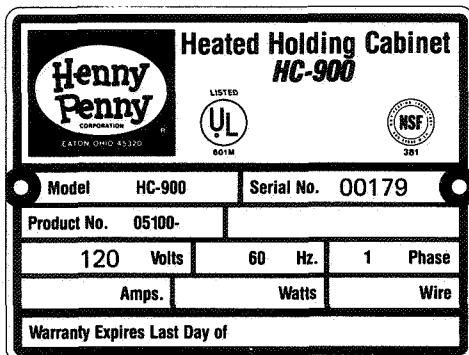 Henny
Penny
CORPORATION
®
EATON OHIO 45320
Heated Holding Cabinet
HC-900
LISTED
UL
601M
NSF
381
Model HC-900 Serial No. 00179
Product No. 05100-
120 Volts 60 Hz. 1 Phase
Amps. Watts Wire
Warranty Expires Last Day of